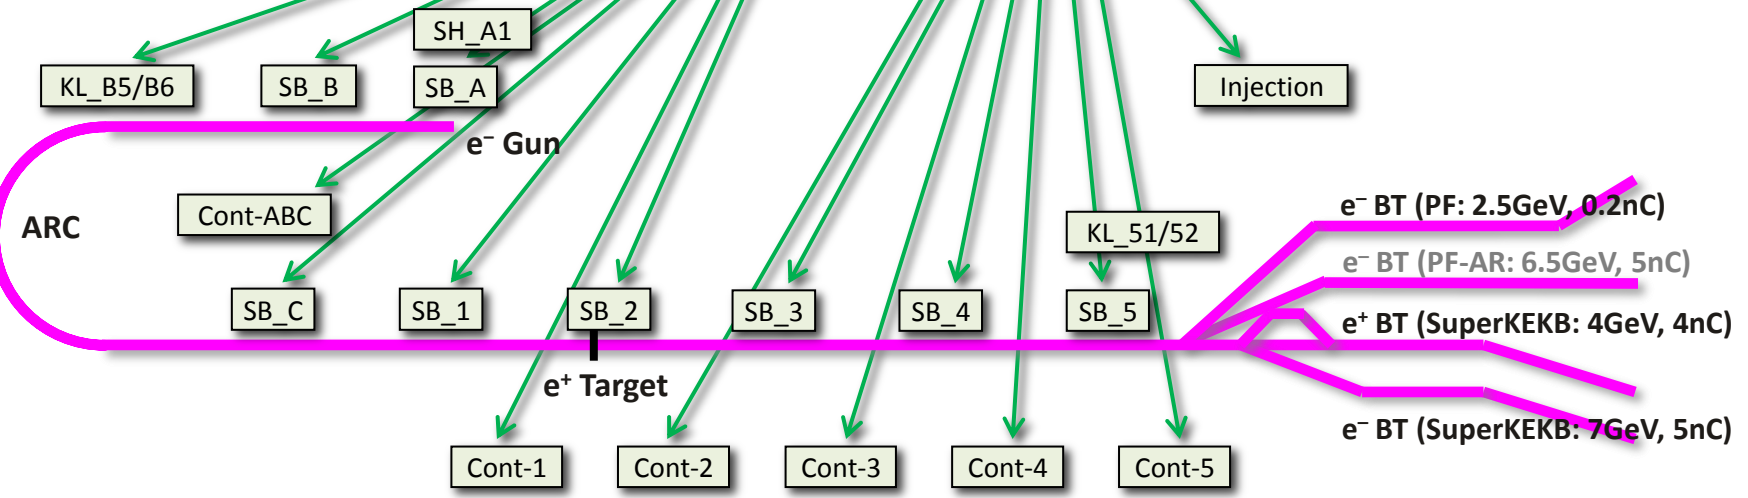 SH_A1
KL_B5/B6
SB_B
SB_A
Injection
e⁻ Gun
ARC
Cont-ABC
KL_51/52
e⁻ BT (PF: 2.5GeV, 0.2nC)
e⁻ BT (PF-AR: 6.5GeV, 5nC)
SB_C
SB_1
SB_2
SB_3
SB_4
SB_5
e⁺ BT (SuperKEKB: 4GeV, 4nC)
e⁺ Target
e⁻ BT (SuperKEKB: 7GeV, 5nC)
Cont-1
Cont-2
Cont-3
Cont-4
Cont-5